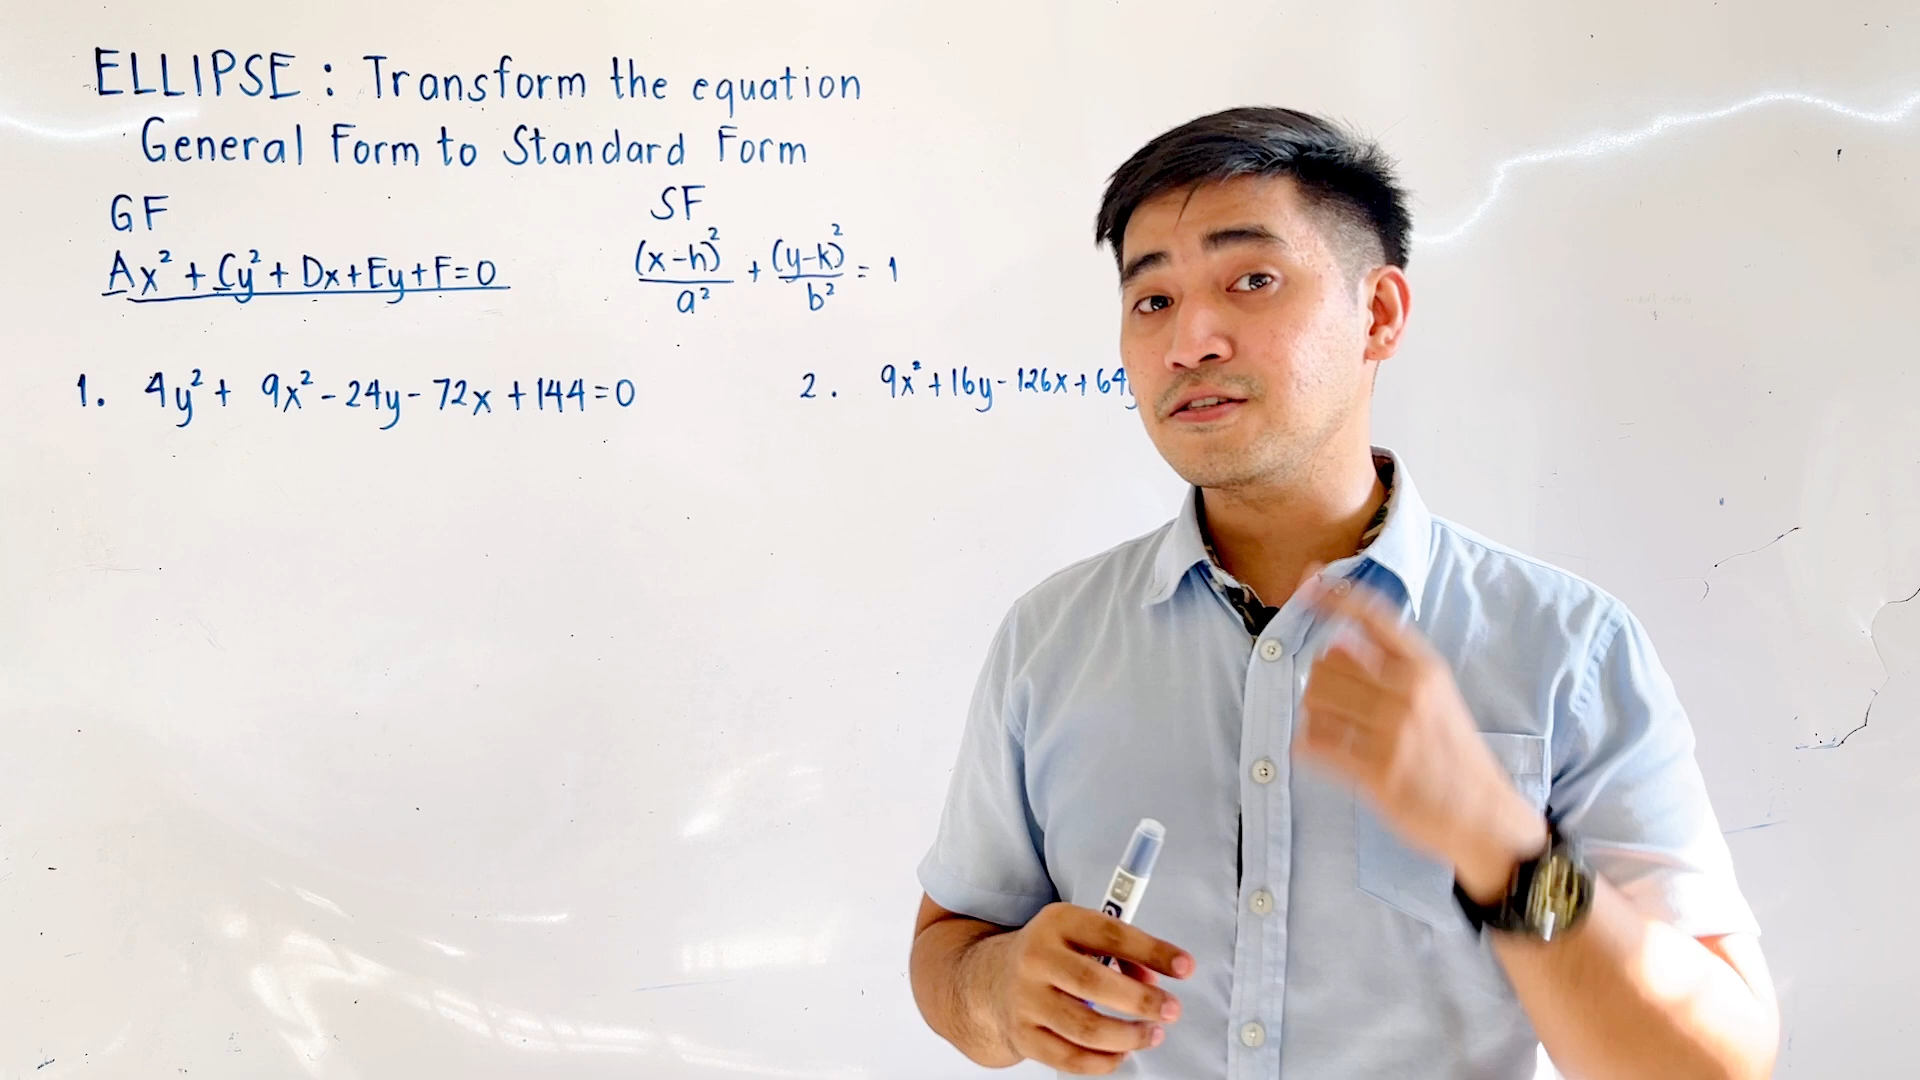 ELLIPSE : Transform the equation
General Form to Standard Form
GF
Ax² + Cy² + Dx + Ey + F = 0
SF
(x-h)²/a² + (y-k)²/b² = 1
1. 4y² + 9x² - 24y - 72x + 144 = 0
2. 9x² + 16y - 126x + 64y